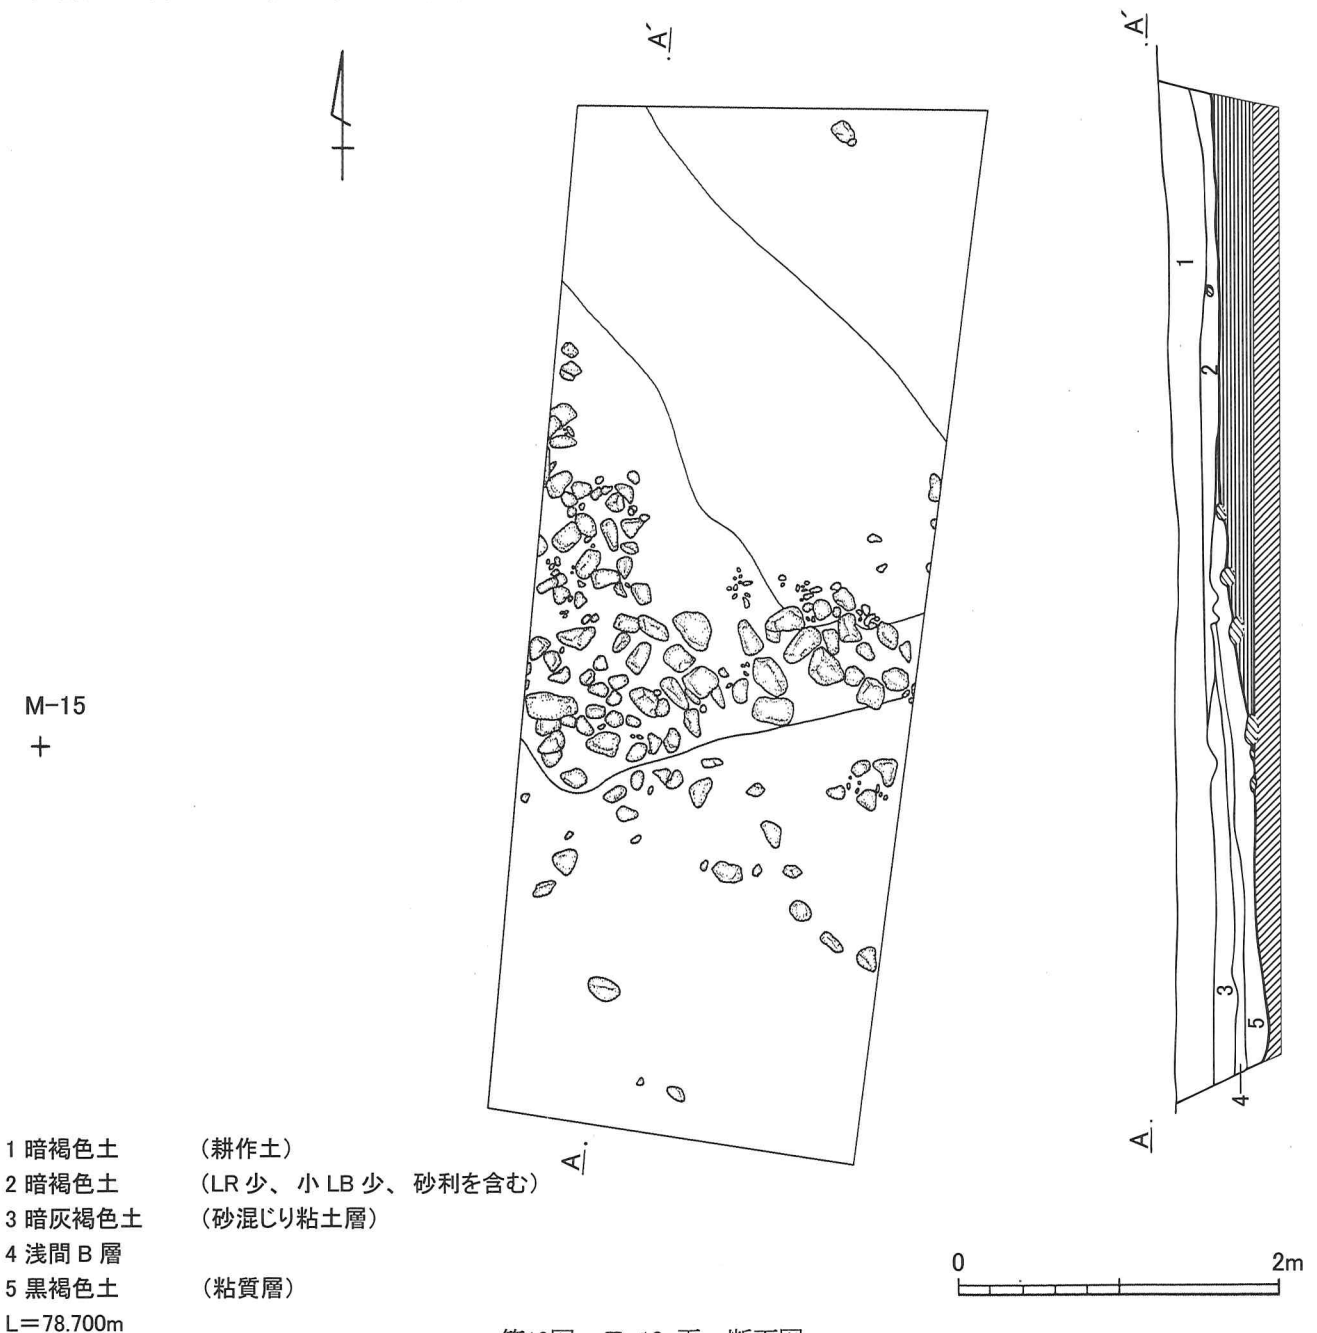 A´
A´
1
2
M-15
3
5
4
A
A
1 暗褐色土 (耕作土)
2 暗褐色土 (LR 少、小 LB 少、砂利を含む)
3 暗灰褐色土 (砂混じり粘土層)
4 浅間 B 層
5 黒褐色土 (粘質層)
L=78.700m
0 2m